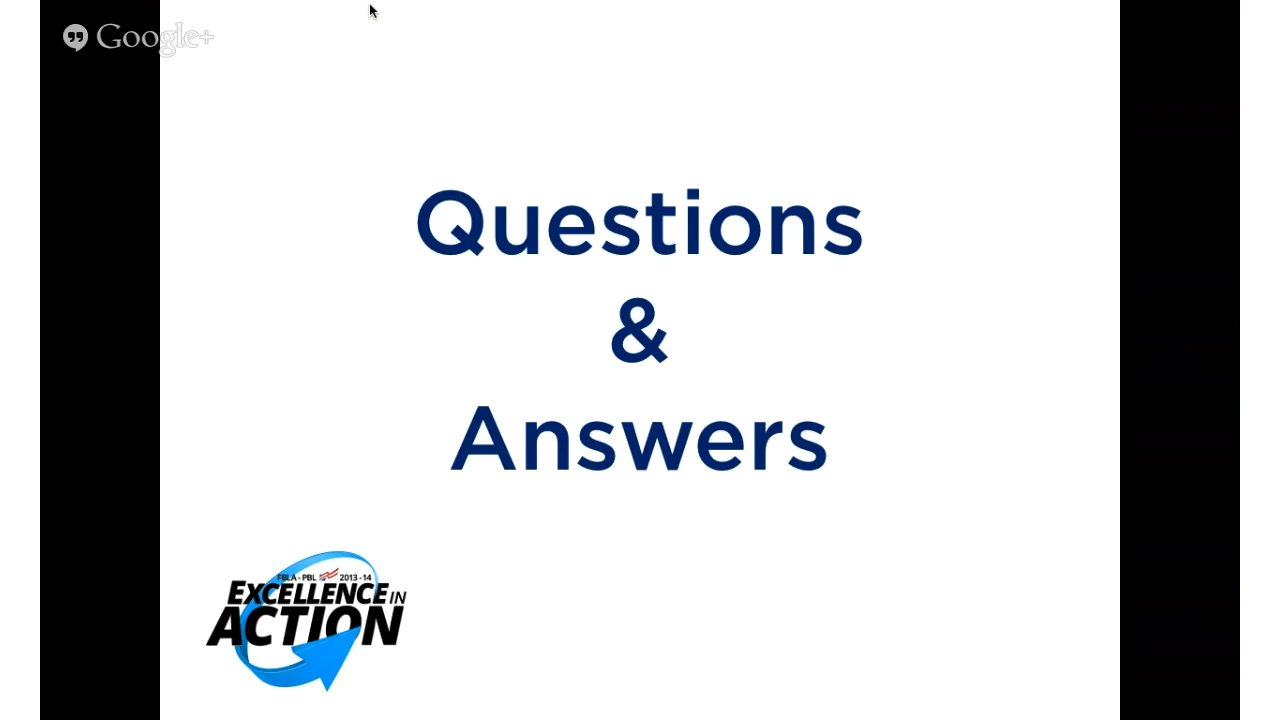 Google+
Questions
&
Answers
FBLA - PBL 2013-14
EXCELLENCE IN
ACTION